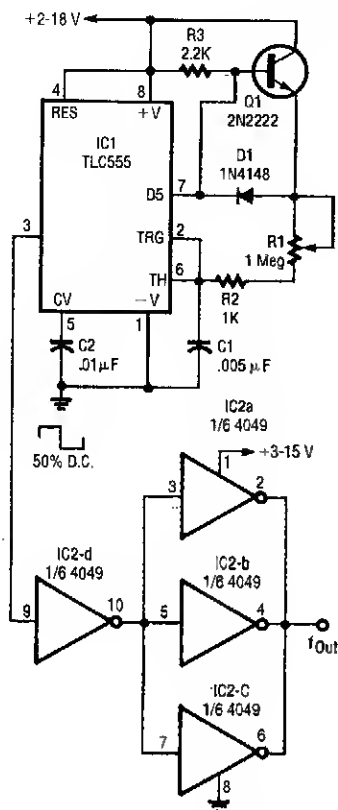 +2-18 V
R3
2.2K
4
8
RES
+V
Q1
2N2222
IC1
TLC555
D1
1N4148
D5
7
3
TRG
2
R1
1 Meg
TH
6
R2
1K
CV
-V
5
1
C2
.01µF
C1
.005 µF
50% D.C.
IC2a
1/6 4049
+3-15 V
1
3
2
IC2-d
1/6 4049
IC2-b
1/6 4049
9
10
5
4
fOut
IC2-C
1/6 4049
7
6
8